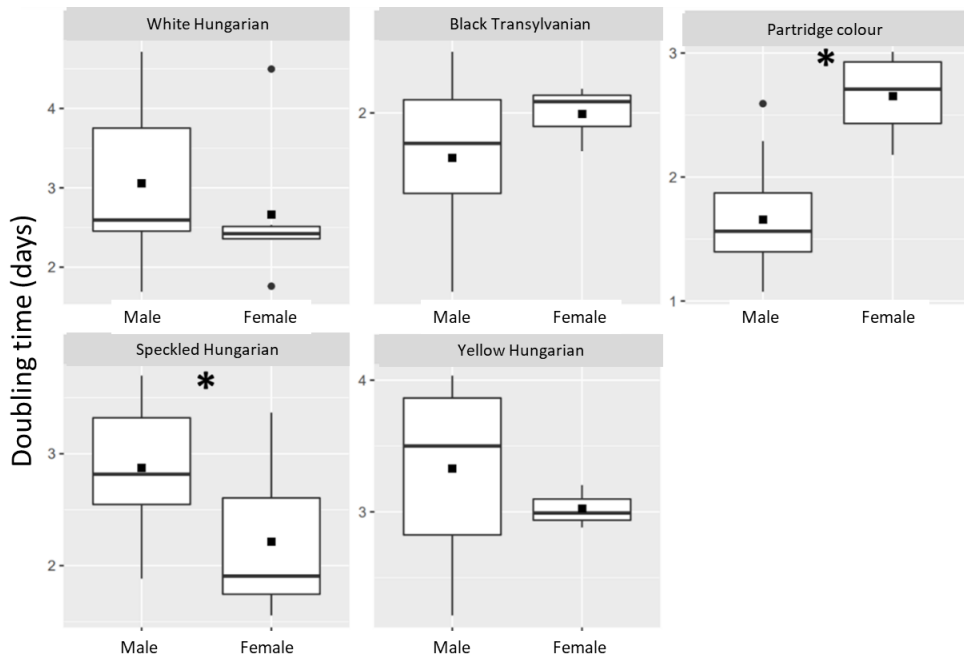 White Hungarian
Black Transylvanian
Partridge colour
Doubling time (days)
4
3
2
2
3
2
1
Male
Female
Male
Female
Male
Female
Speckled Hungarian
Yellow Hungarian
*
*
3
2
4
3
Male
Female
Male
Female